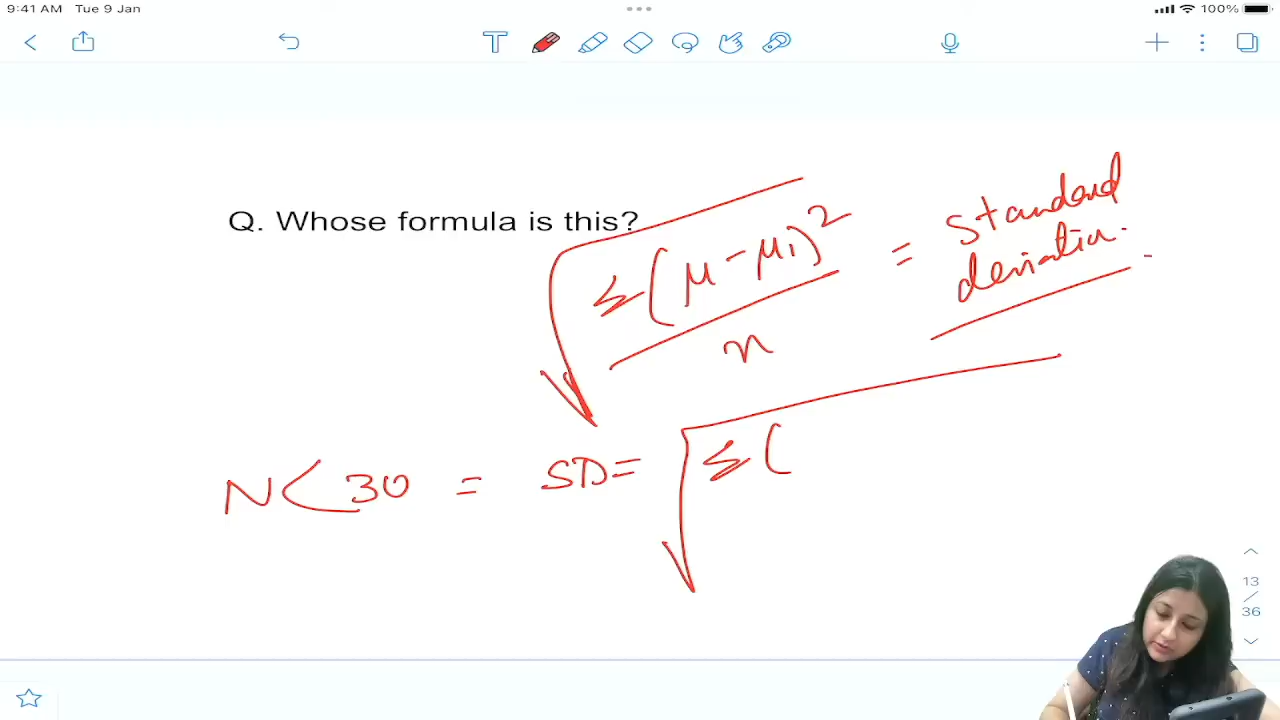 9:41 AM Tue 9 Jan
100%
Q. Whose formula is this?
√Σ(μ - μ1)² / n = Standard deviation.
N < 30 = SD = √Σ(
13
/
36